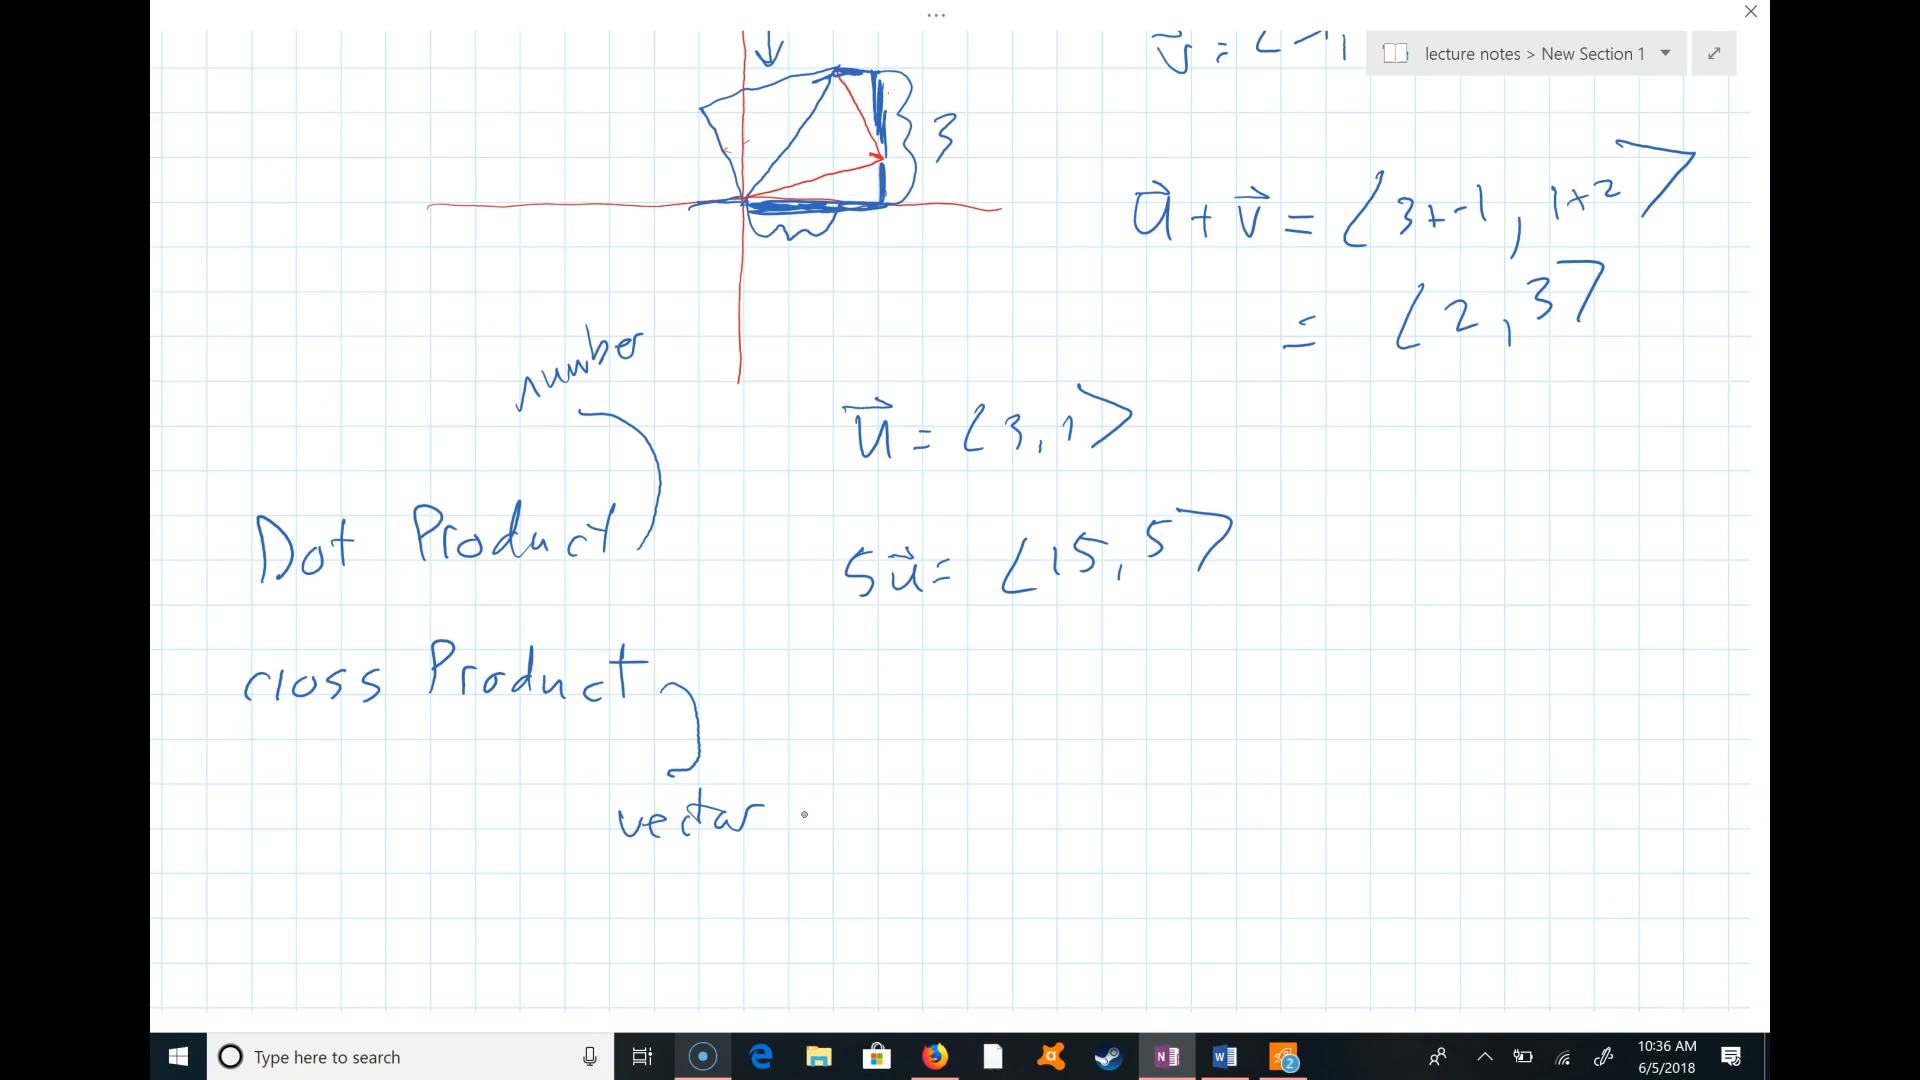 lecture notes > New Section 1
3
u + v = ⟨3+-1, 1+2⟩
= ⟨2, 3⟩
number
u = ⟨3, 1⟩
Dot Product
5u = ⟨15, 5⟩
cross Product
vector
Type here to search
2
10:36 AM
6/5/2018